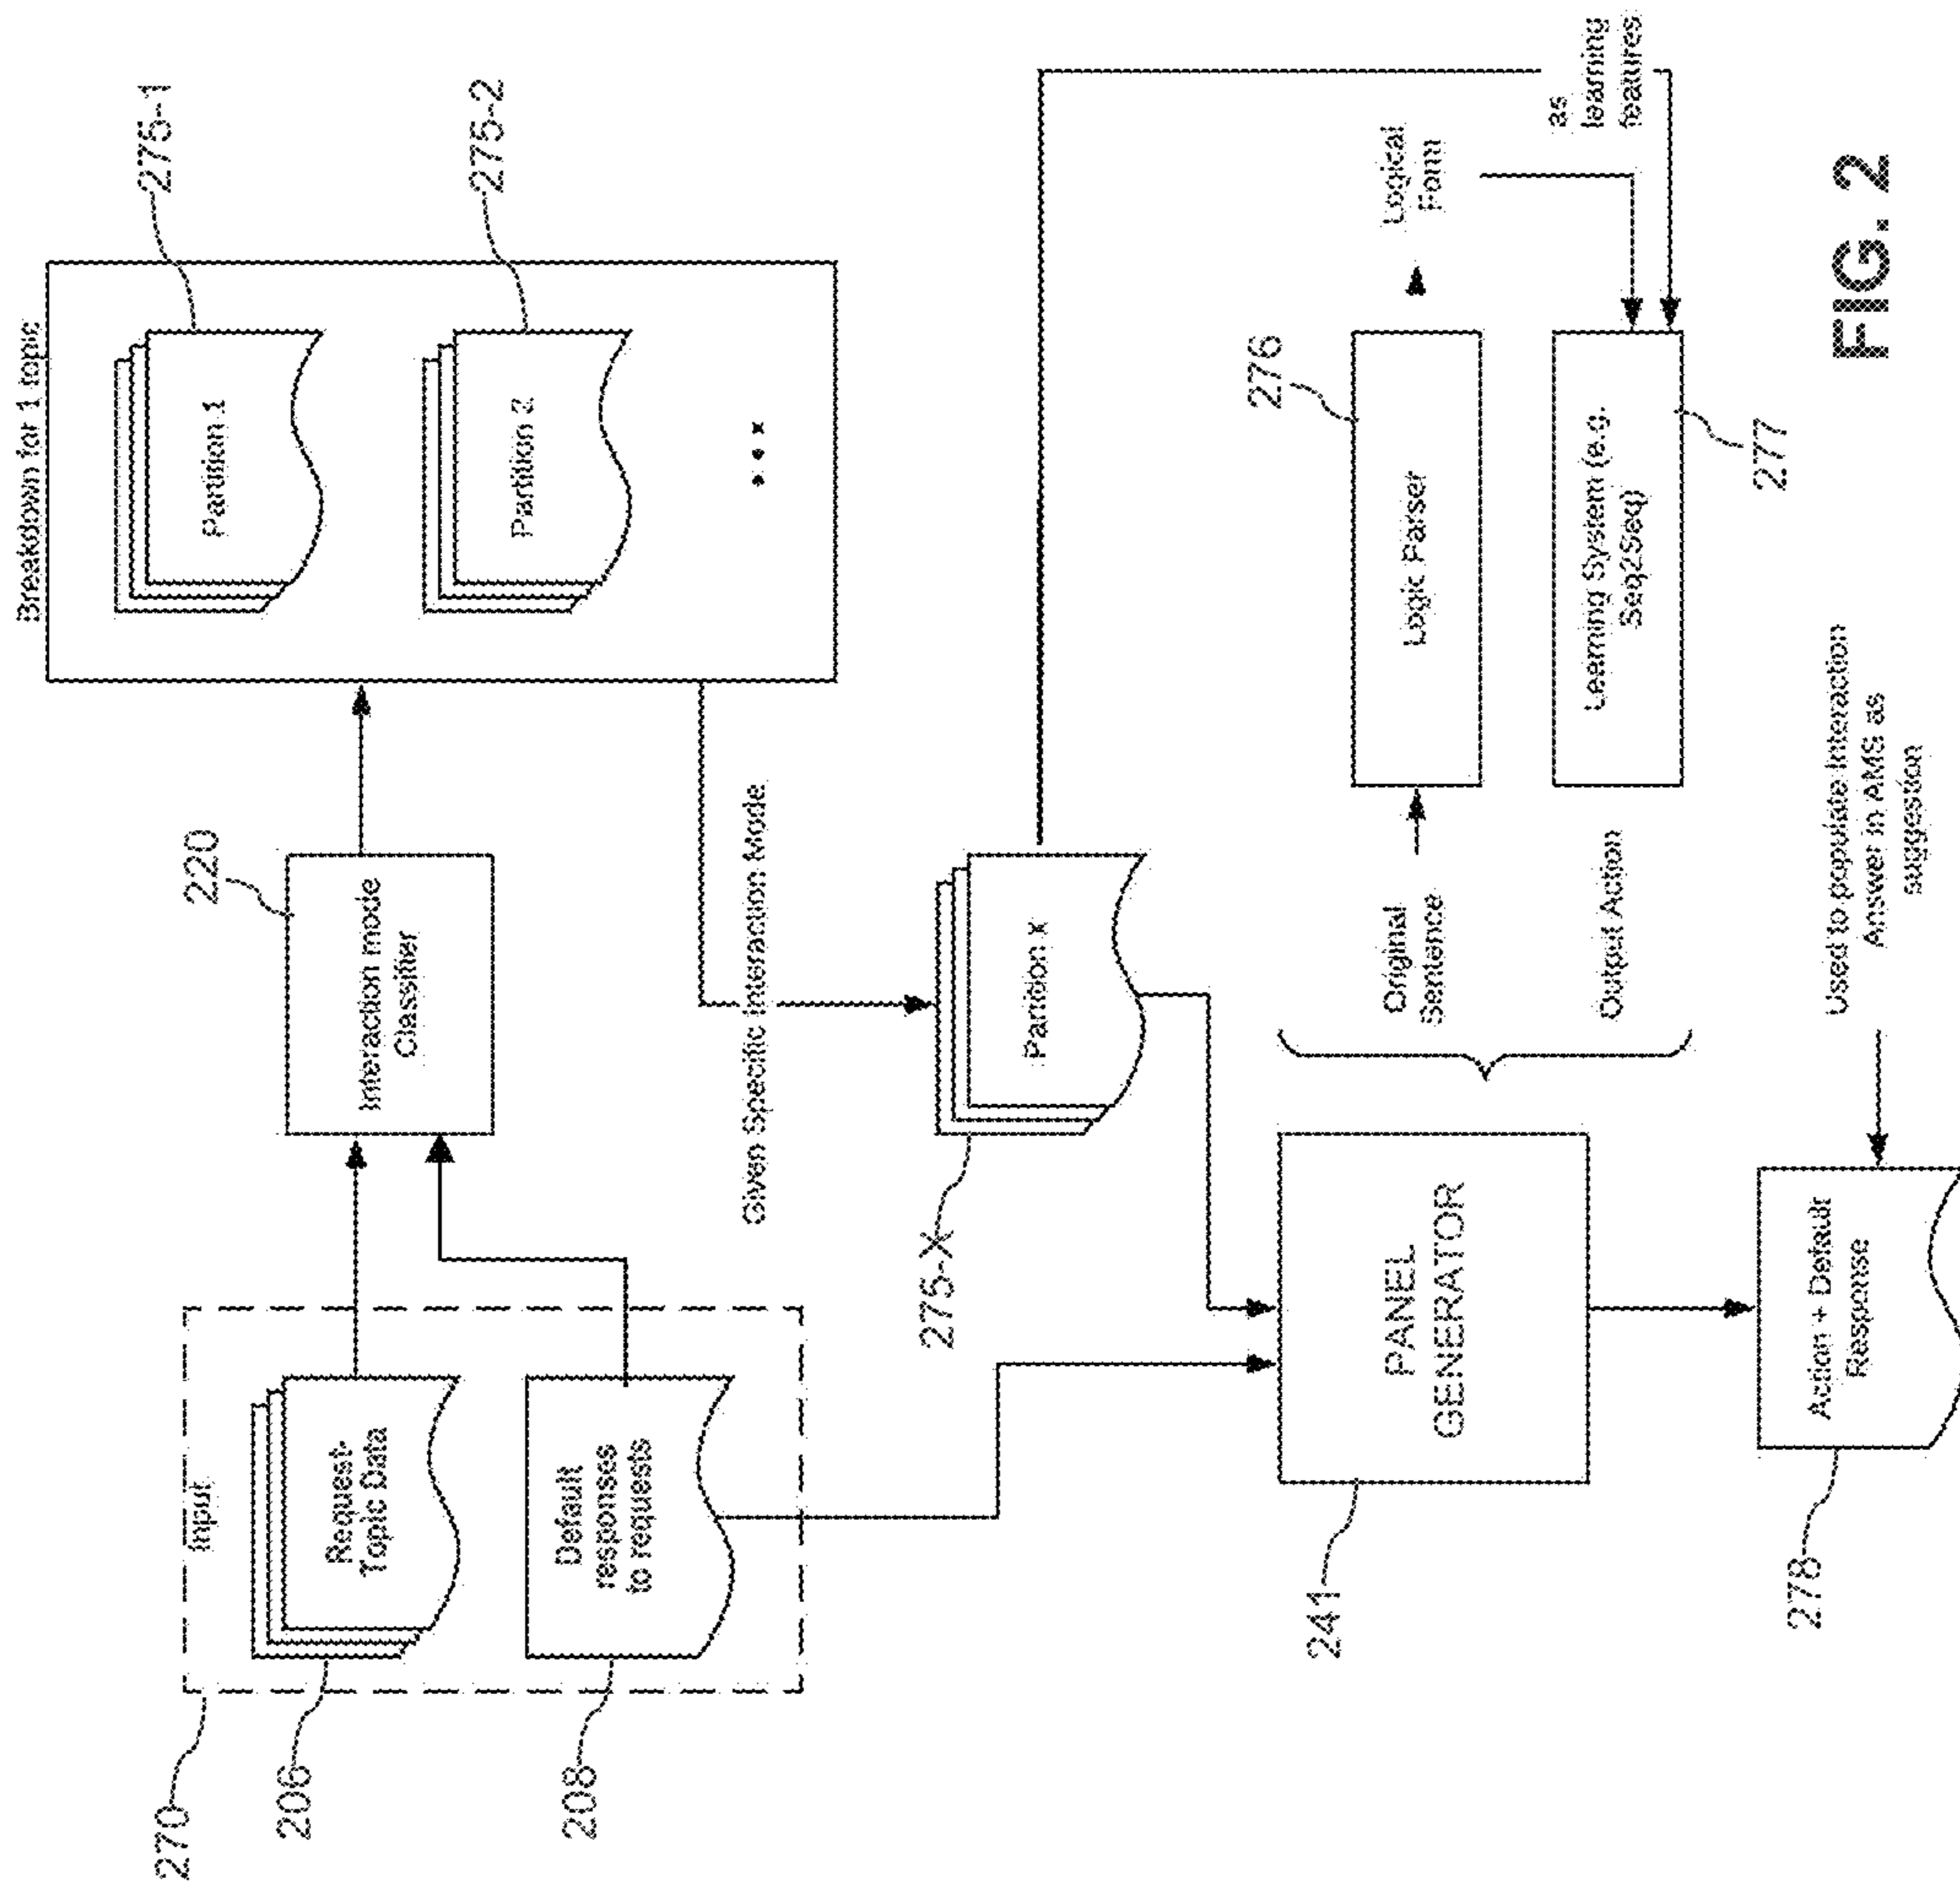 270
206
208
Input
Request-
Topic Data
Default
responses
to requests
220
Interaction mode
Classifier
Breakdown for 1 topic
Partition 1
275-1
Partition 2
275-2
Given Specific Interaction Mode
275-X
Partition x
241
PANEL
GENERATOR
Original
Sentence
Output Action
276
Logic Parser
Logical
Form
Learning System (e.g.
Seq2Seq)
277
as
learning
features
278
Action + Default
Response
Used to populate Interaction
Answer in AMS as
suggestion
FIG. 2